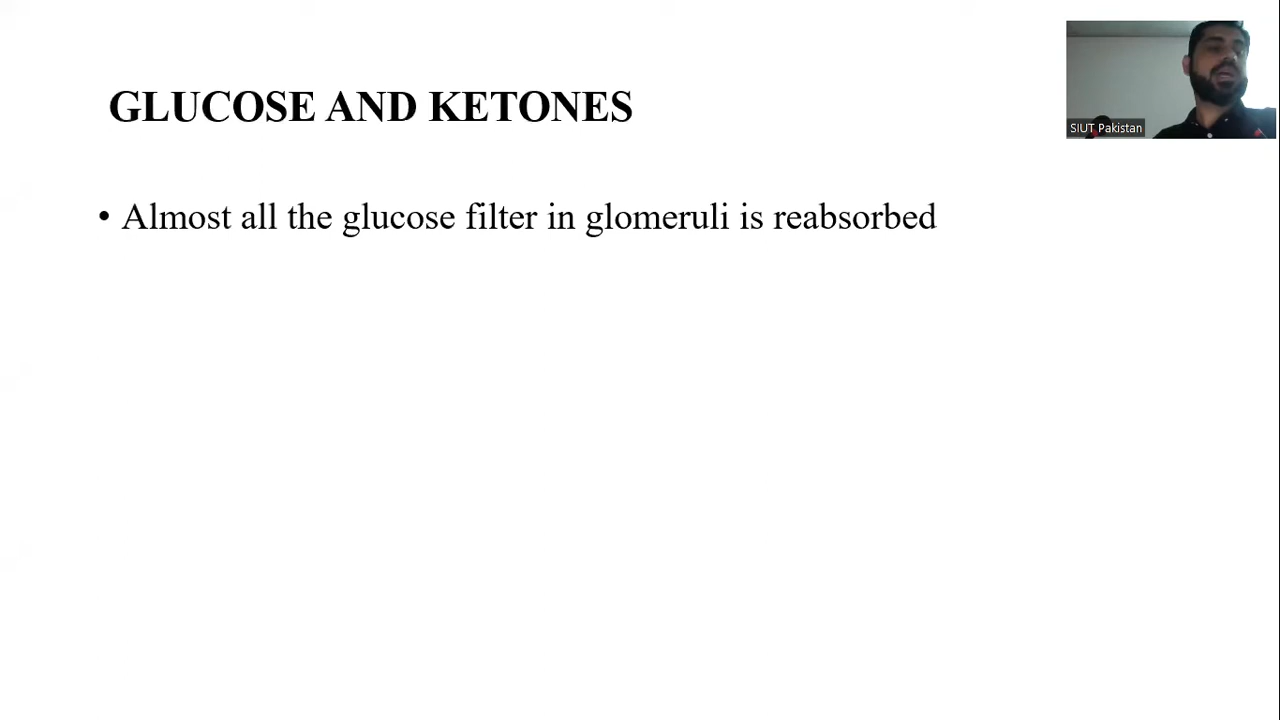 GLUCOSE AND KETONES
SIUT Pakistan
• Almost all the glucose filter in glomeruli is reabsorbed